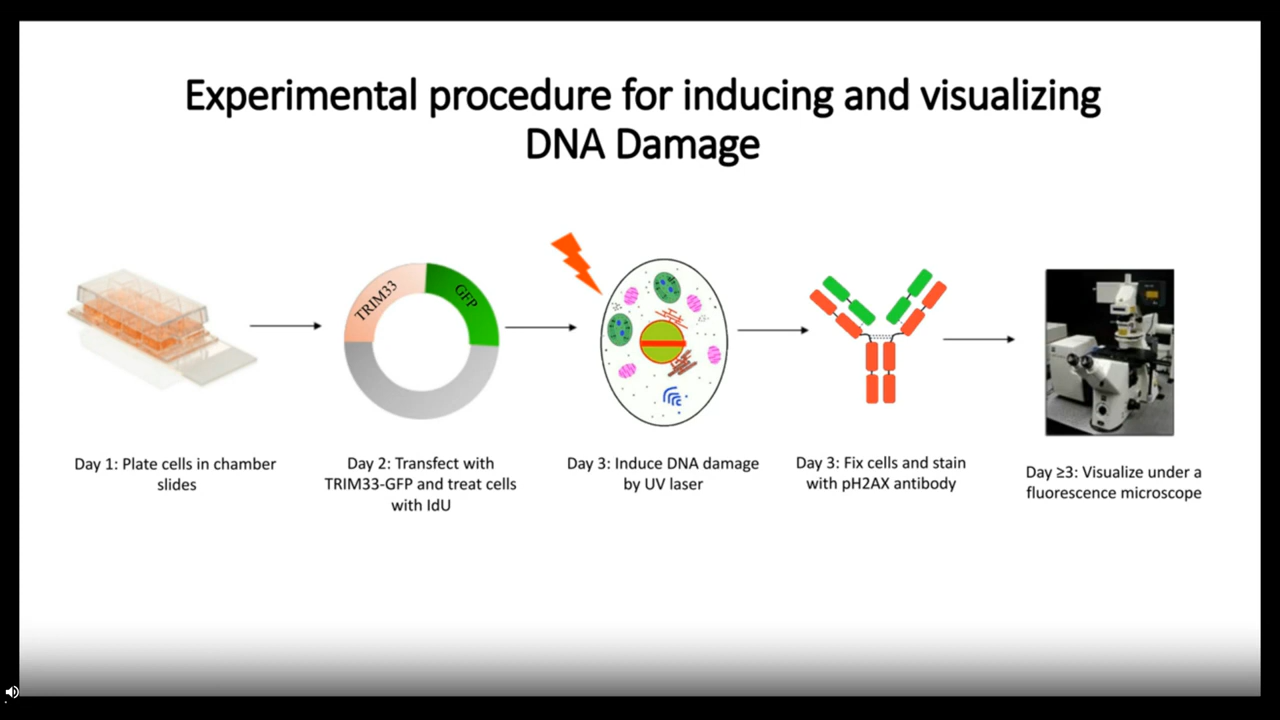 Experimental procedure for inducing and visualizing
DNA Damage
TRIM33
GFP
Day 1: Plate cells in chamber
slides
Day 2: Transfect with
TRIM33-GFP and treat cells
with IdU
Day 3: Induce DNA damage
by UV laser
Day 3: Fix cells and stain
with pH2AX antibody
Day ≥3: Visualize under a
fluorescence microscope